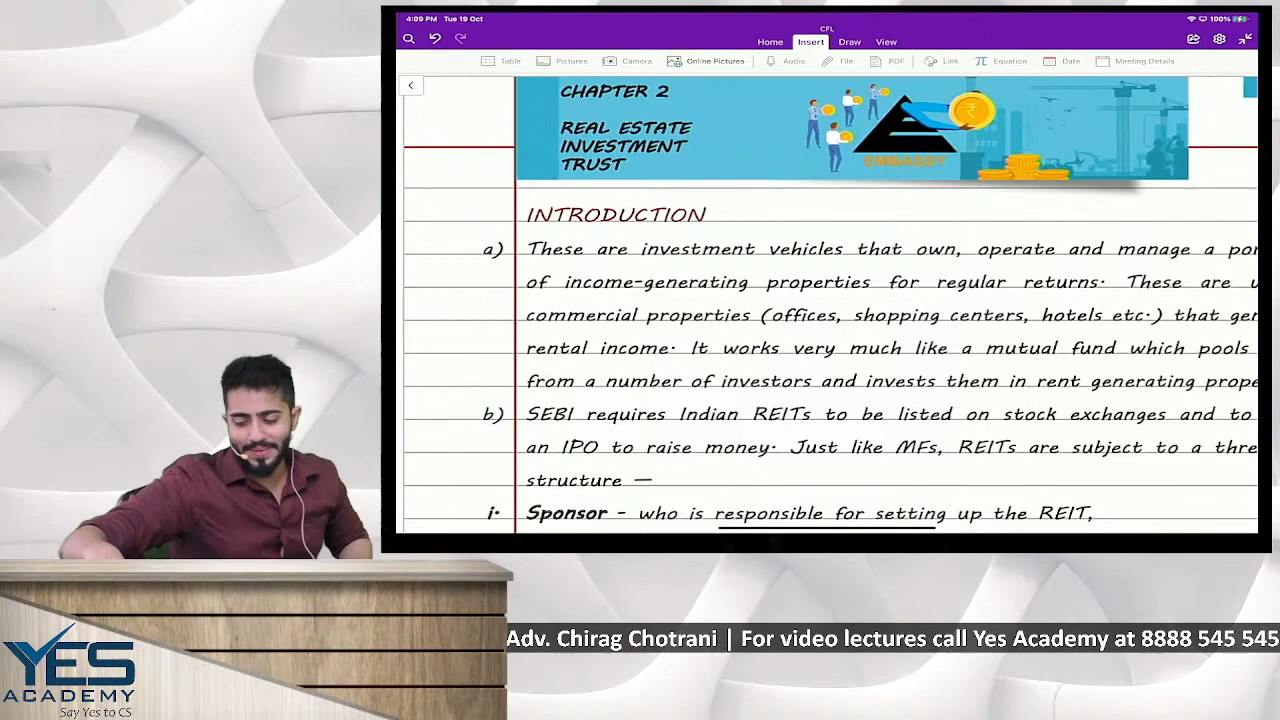 4:09 PM Tue 19 Oct
100%
CFL
Home Insert Draw View
Table Pictures Camera Online Pictures Audio File PDF Link Equation Date Meeting Details
CHAPTER 2
REAL ESTATE
INVESTMENT
TRUST
EMBASSY
INTRODUCTION
a) These are investment vehicles that own, operate and manage a por
of income-generating properties for regular returns. These are u
commercial properties (offices, shopping centers, hotels etc.) that gen
rental income. It works very much like a mutual fund which pools
from a number of investors and invests them in rent generating prope
b) SEBI requires Indian REITs to be listed on stock exchanges and to
an IPO to raise money. Just like MFs, REITs are subject to a thre
structure —
i. Sponsor - who is responsible for setting up the REIT,
Adv. Chirag Chotrani | For video lectures call Yes Academy at 8888 545 545
YES
ACADEMY
Say Yes to CS